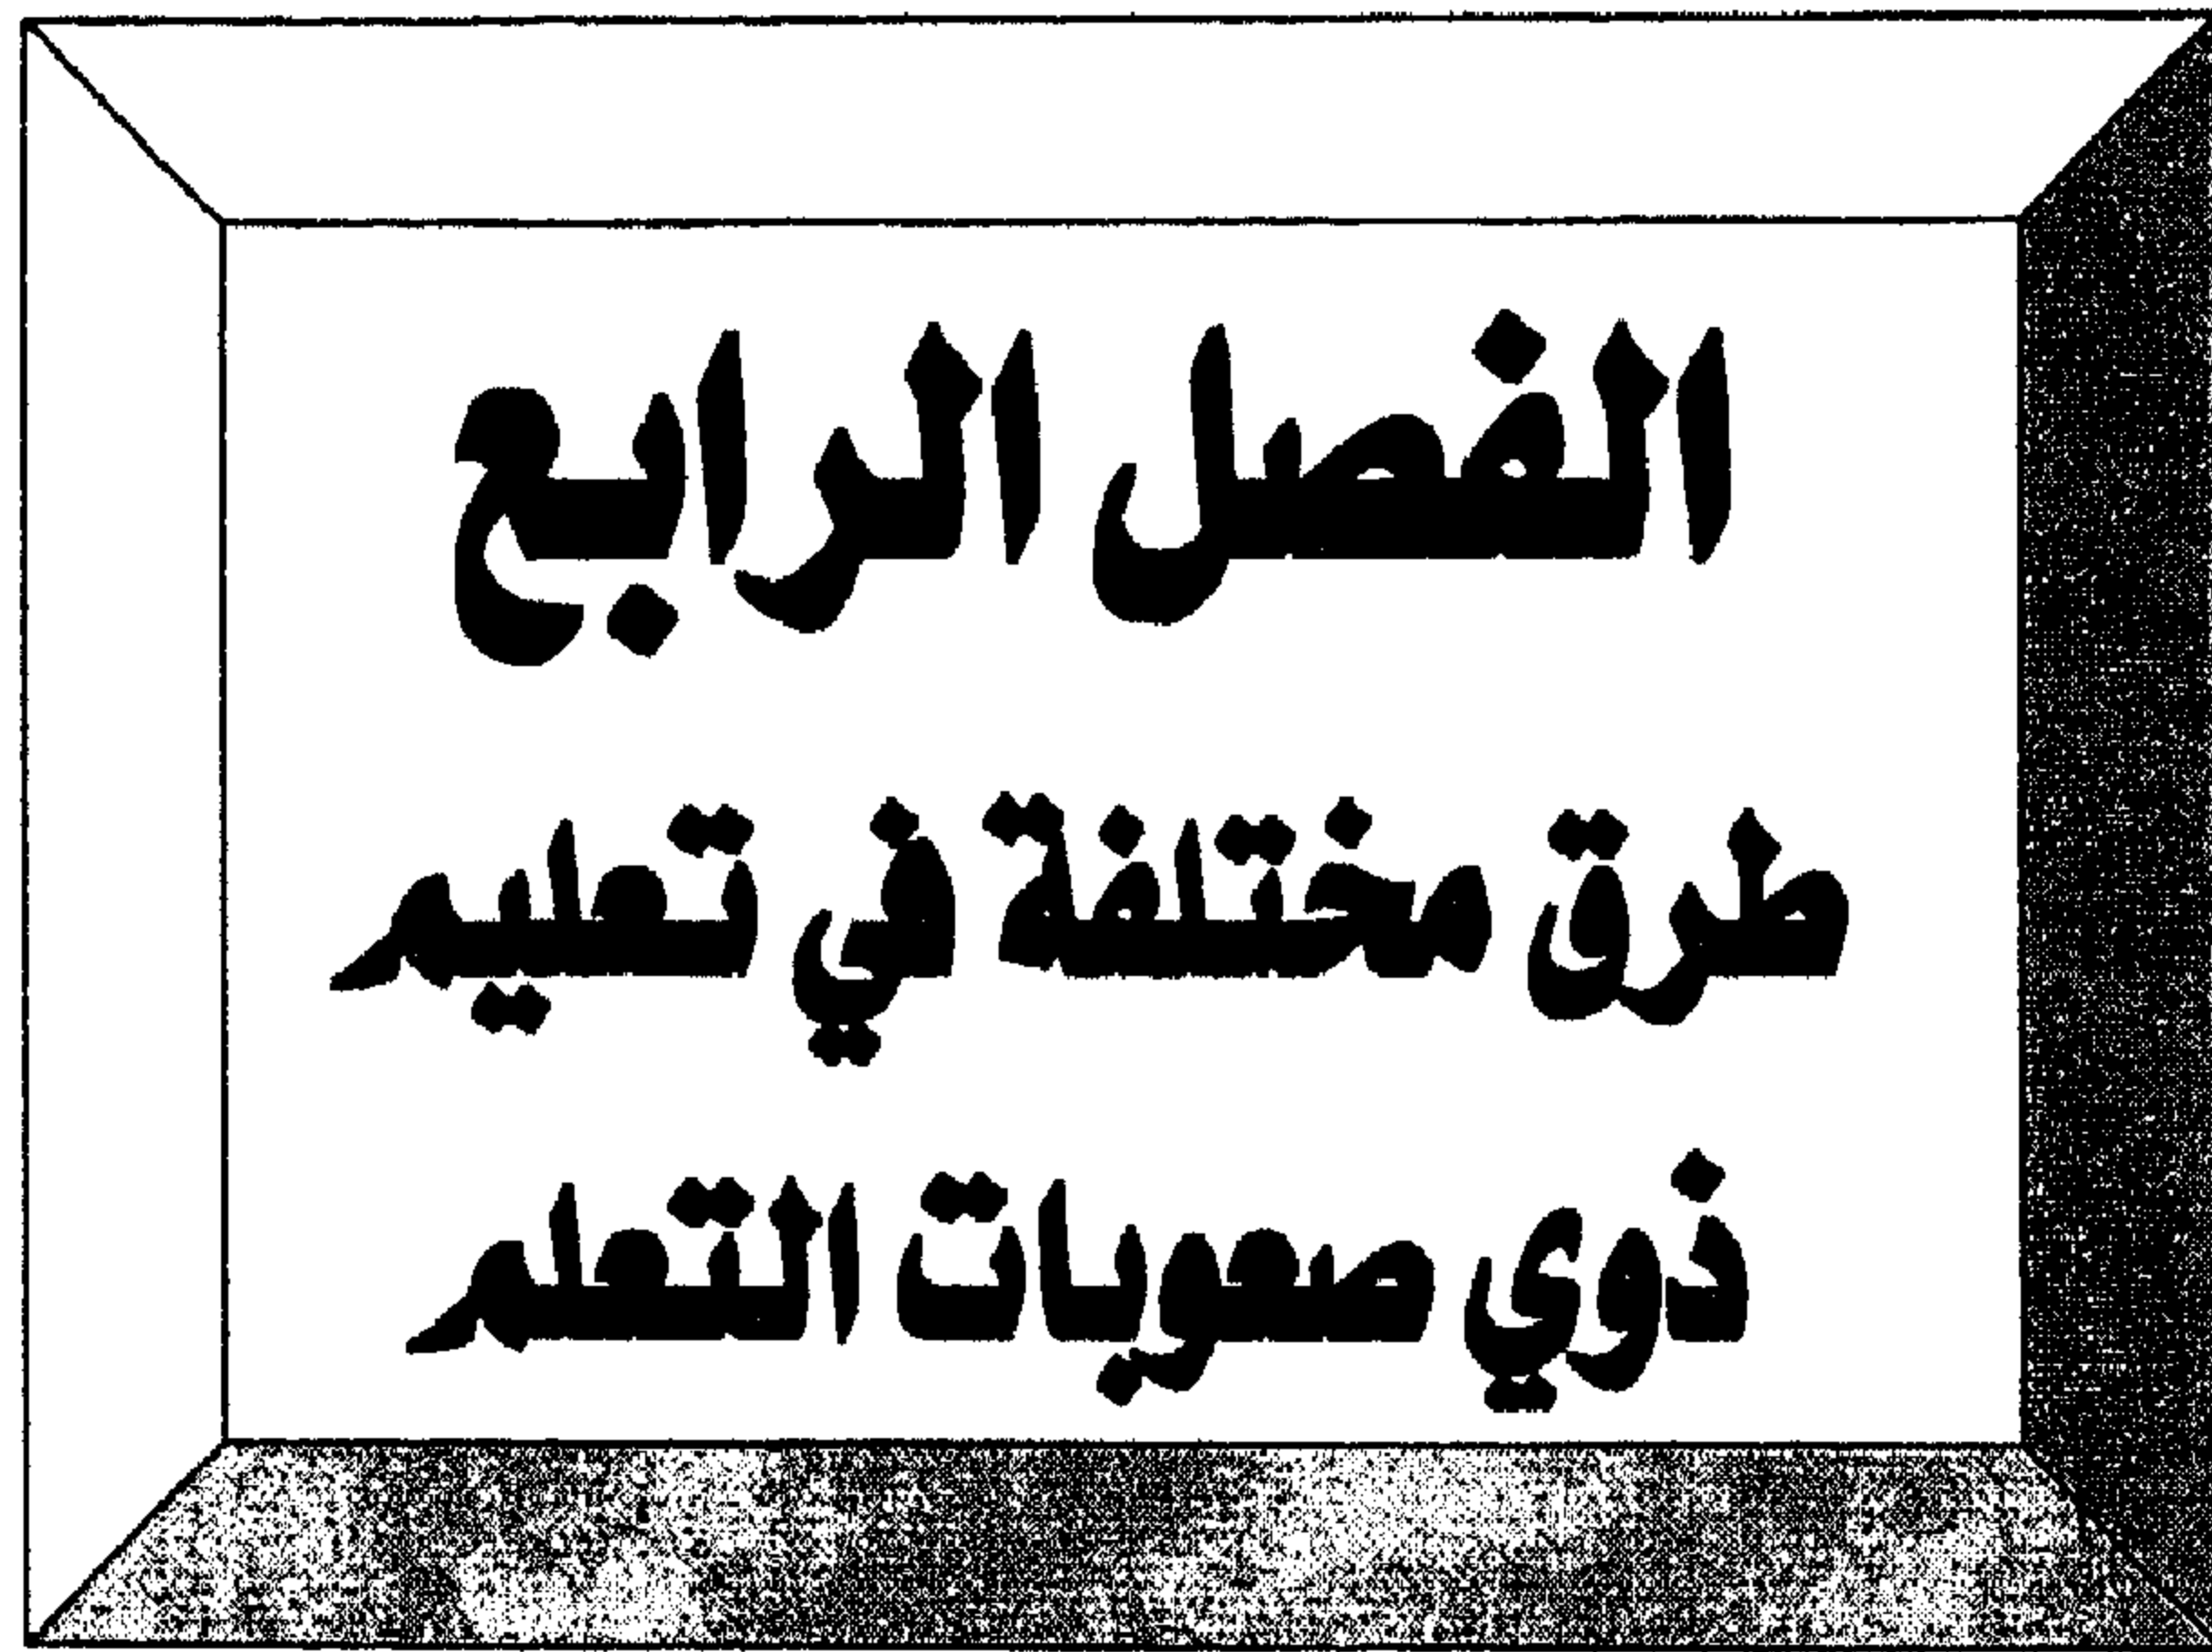 الفصل الرابع
طرق مختلفة في تعليم
ذوي صعوبات التعلم